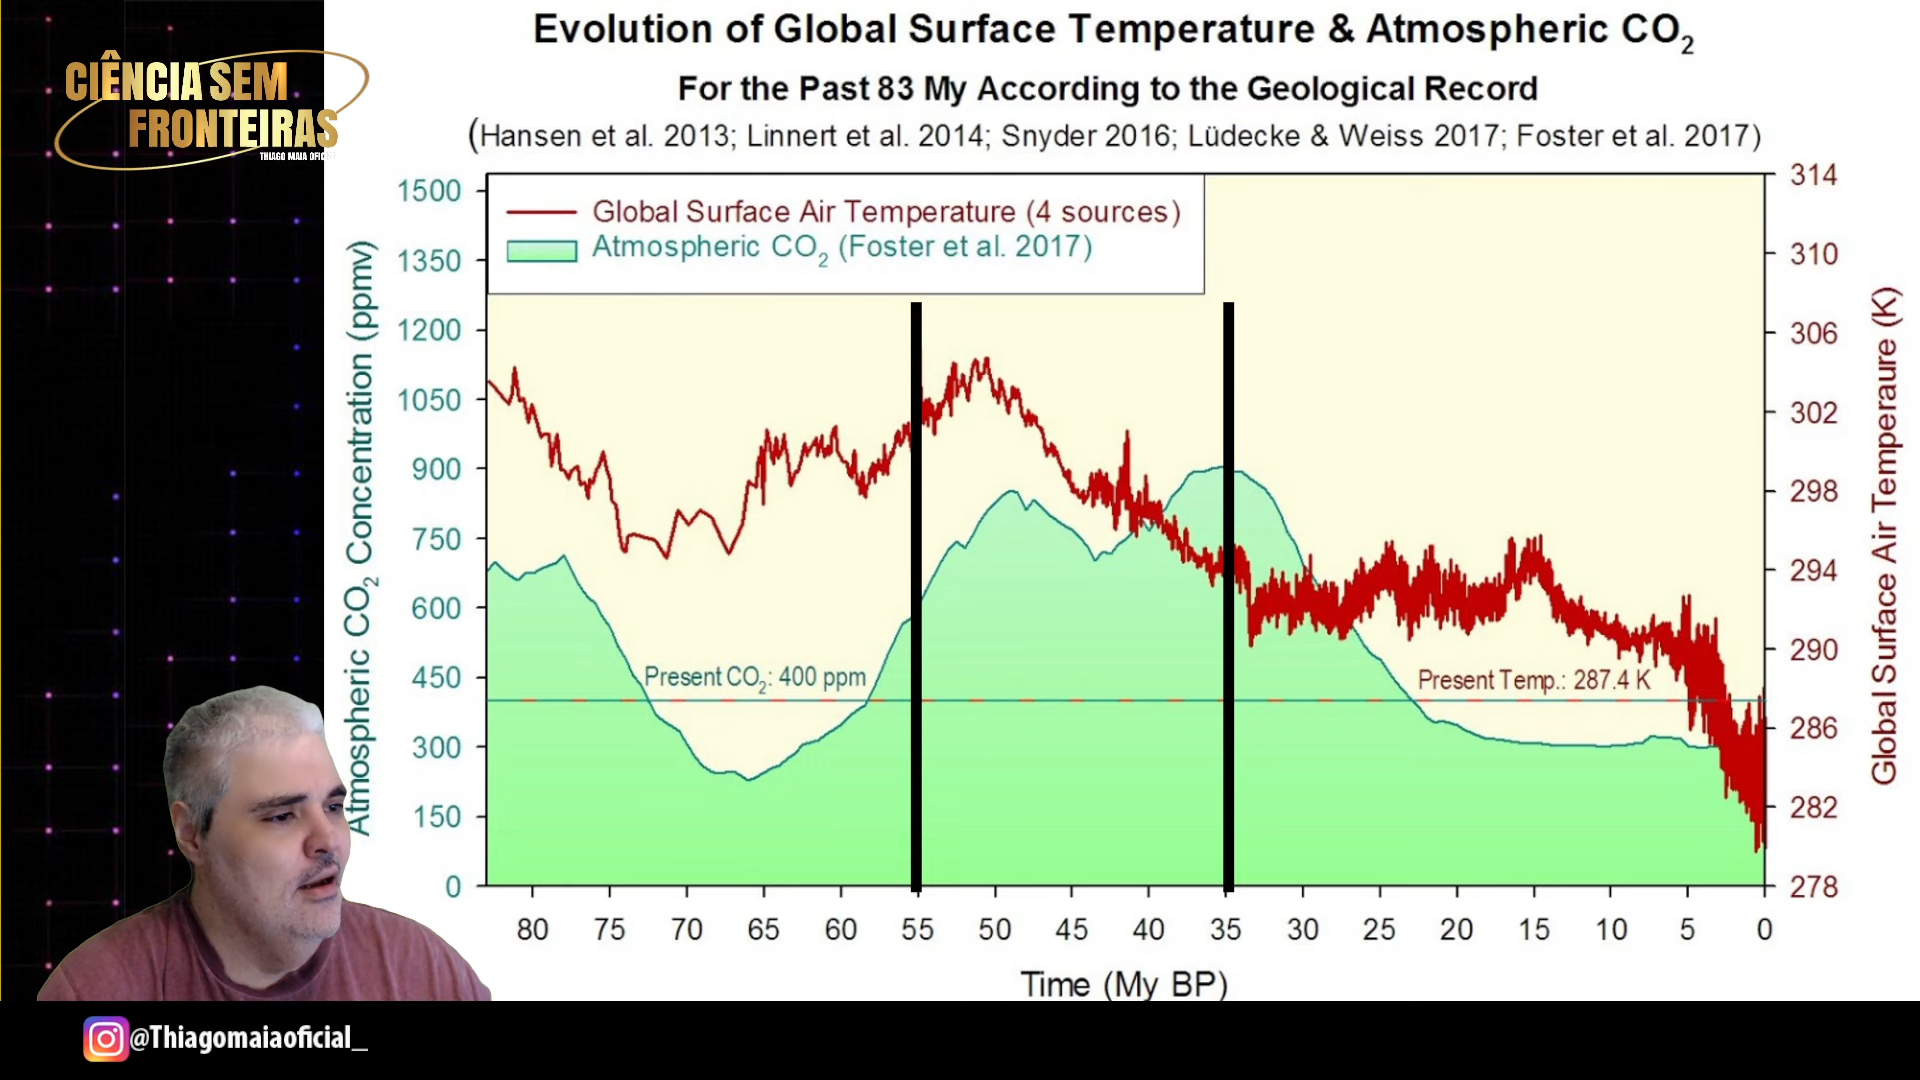 CIÊNCIA SEM
FRONTEIRAS
THIAGO MAIA OFICIAL
Evolution of Global Surface Temperature & Atmospheric CO₂
For the Past 83 My According to the Geological Record
(Hansen et al. 2013; Linnert et al. 2014; Snyder 2016; Lüdecke & Weiss 2017; Foster et al. 2017)
Global Surface Air Temperature (4 sources)
Atmospheric CO₂ (Foster et al. 2017)
Atmospheric CO₂ Concentration (ppmv)
1500
1350
1200
1050
900
750
600
450
300
150
0
Present CO₂: 400 ppm
Present Temp.: 287.4 K
314
310
306
302
298
294
290
286
282
278
Global Surface Air Temperaure (K)
80 75 70 65 60 55 50 45 40 35 30 25 20 15 10 5 0
Time (My BP)
@Thiagomaiaoficial_